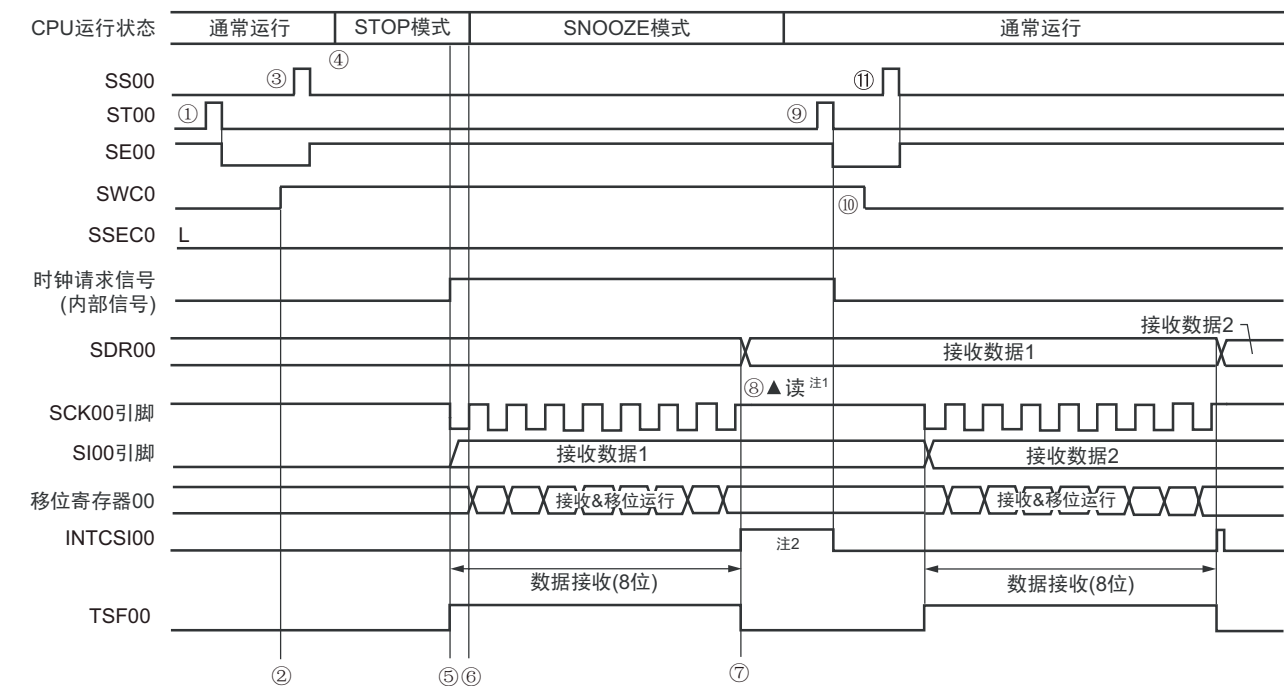 CPU运行状态 通常运行 STOP模式 SNOOZE模式 通常运行
④
SS00 ③ ⑪
ST00 ① ⑨
SE00
SWC0 ⑩
SSEC0 L
时钟请求信号
(内部信号)
接收数据2
SDR00 接收数据1
⑧▲读 注1
SCK00引脚
SI00引脚 接收数据1 接收数据2
移位寄存器00 接收&移位运行 接收&移位运行
INTCSI00 注2
数据接收(8位) 数据接收(8位)
TSF00
② ⑤⑥ ⑦